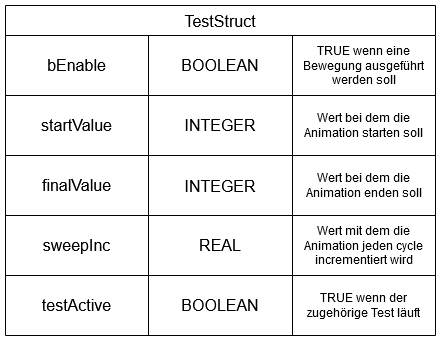 TestStruct
bEnable
BOOLEAN
TRUE wenn eine
Bewegung ausgeführt
werden soll
startValue
INTEGER
Wert bei dem die
Animation starten soll
finalValue
INTEGER
Wert bei dem die
Animation enden soll
sweepInc
REAL
Wert mit dem die
Animation jeden cycle
incrementiert wird
testActive
BOOLEAN
TRUE wenn der
zugehörige Test läuft